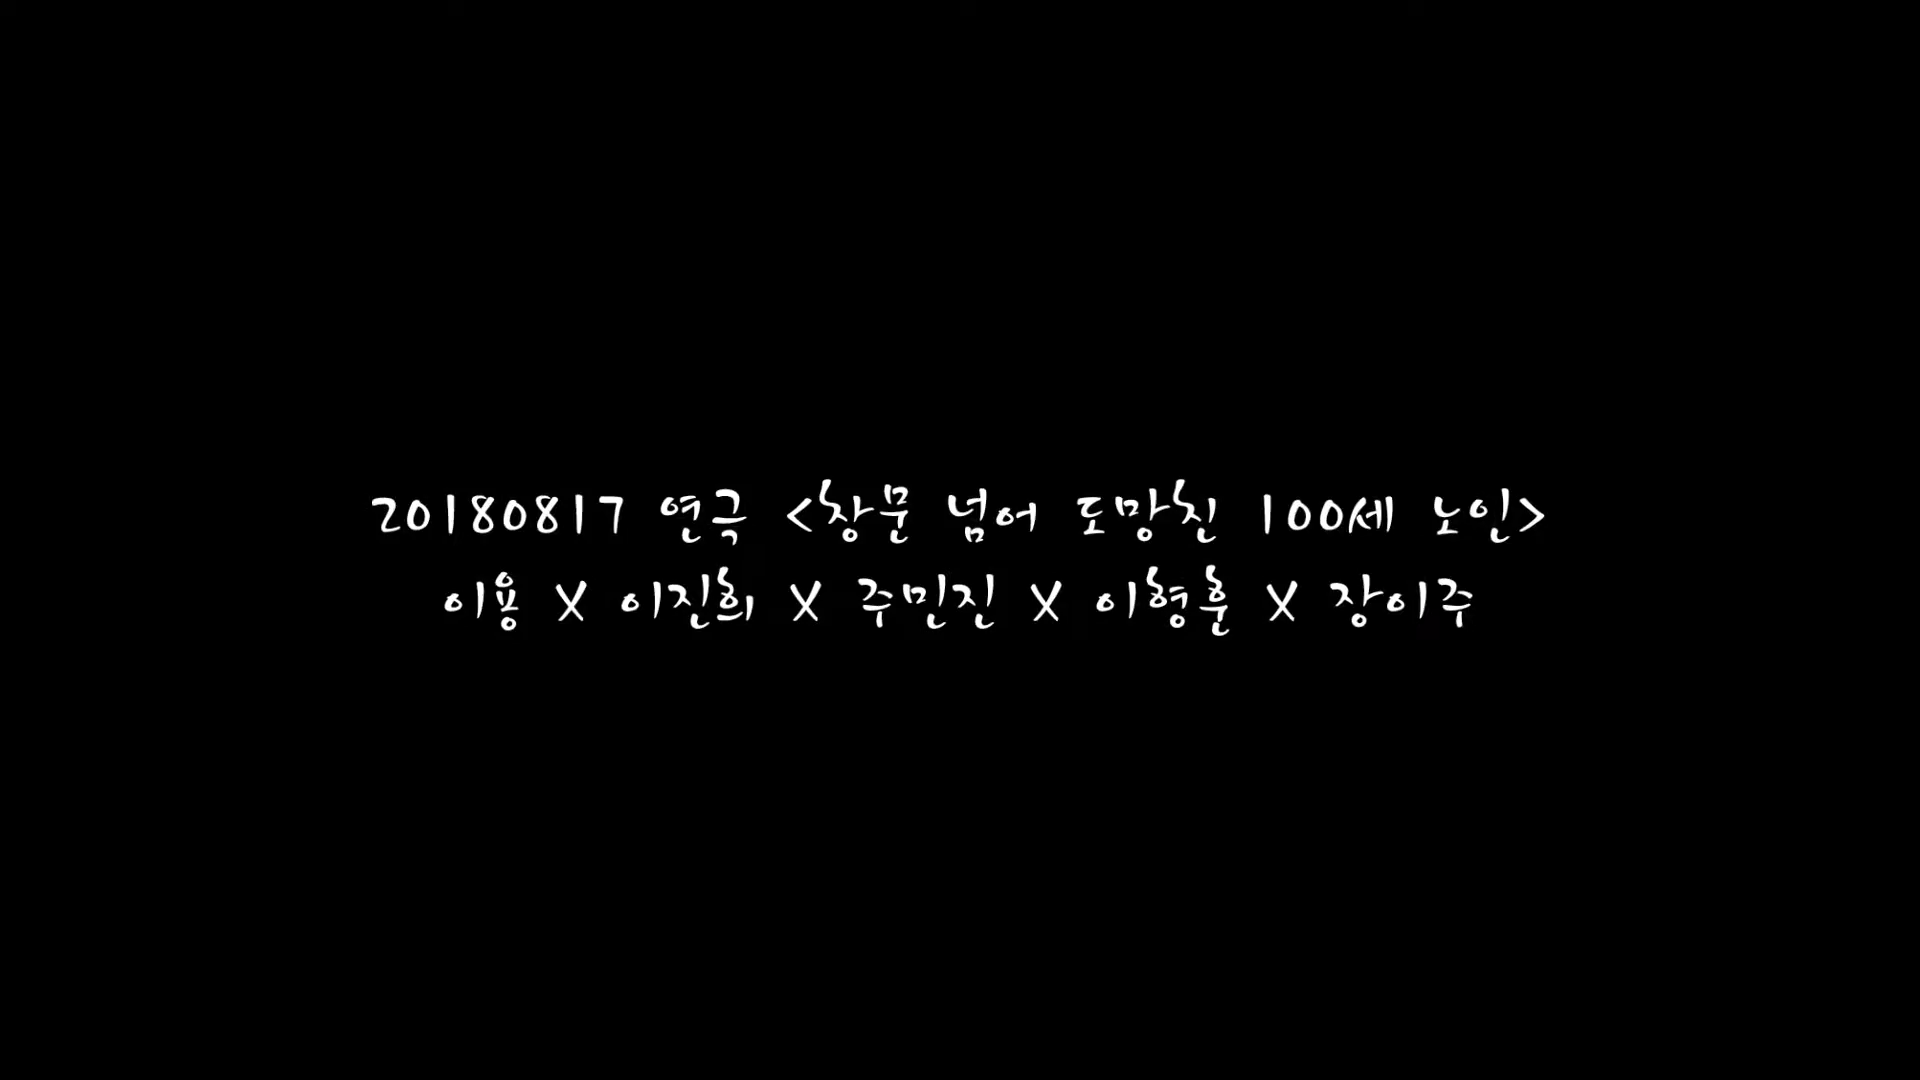 20180817 연극 <창문 넘어 도망친 100세 노인>
이용 X 이진희 X 주민진 X 이형훈 X 장이주